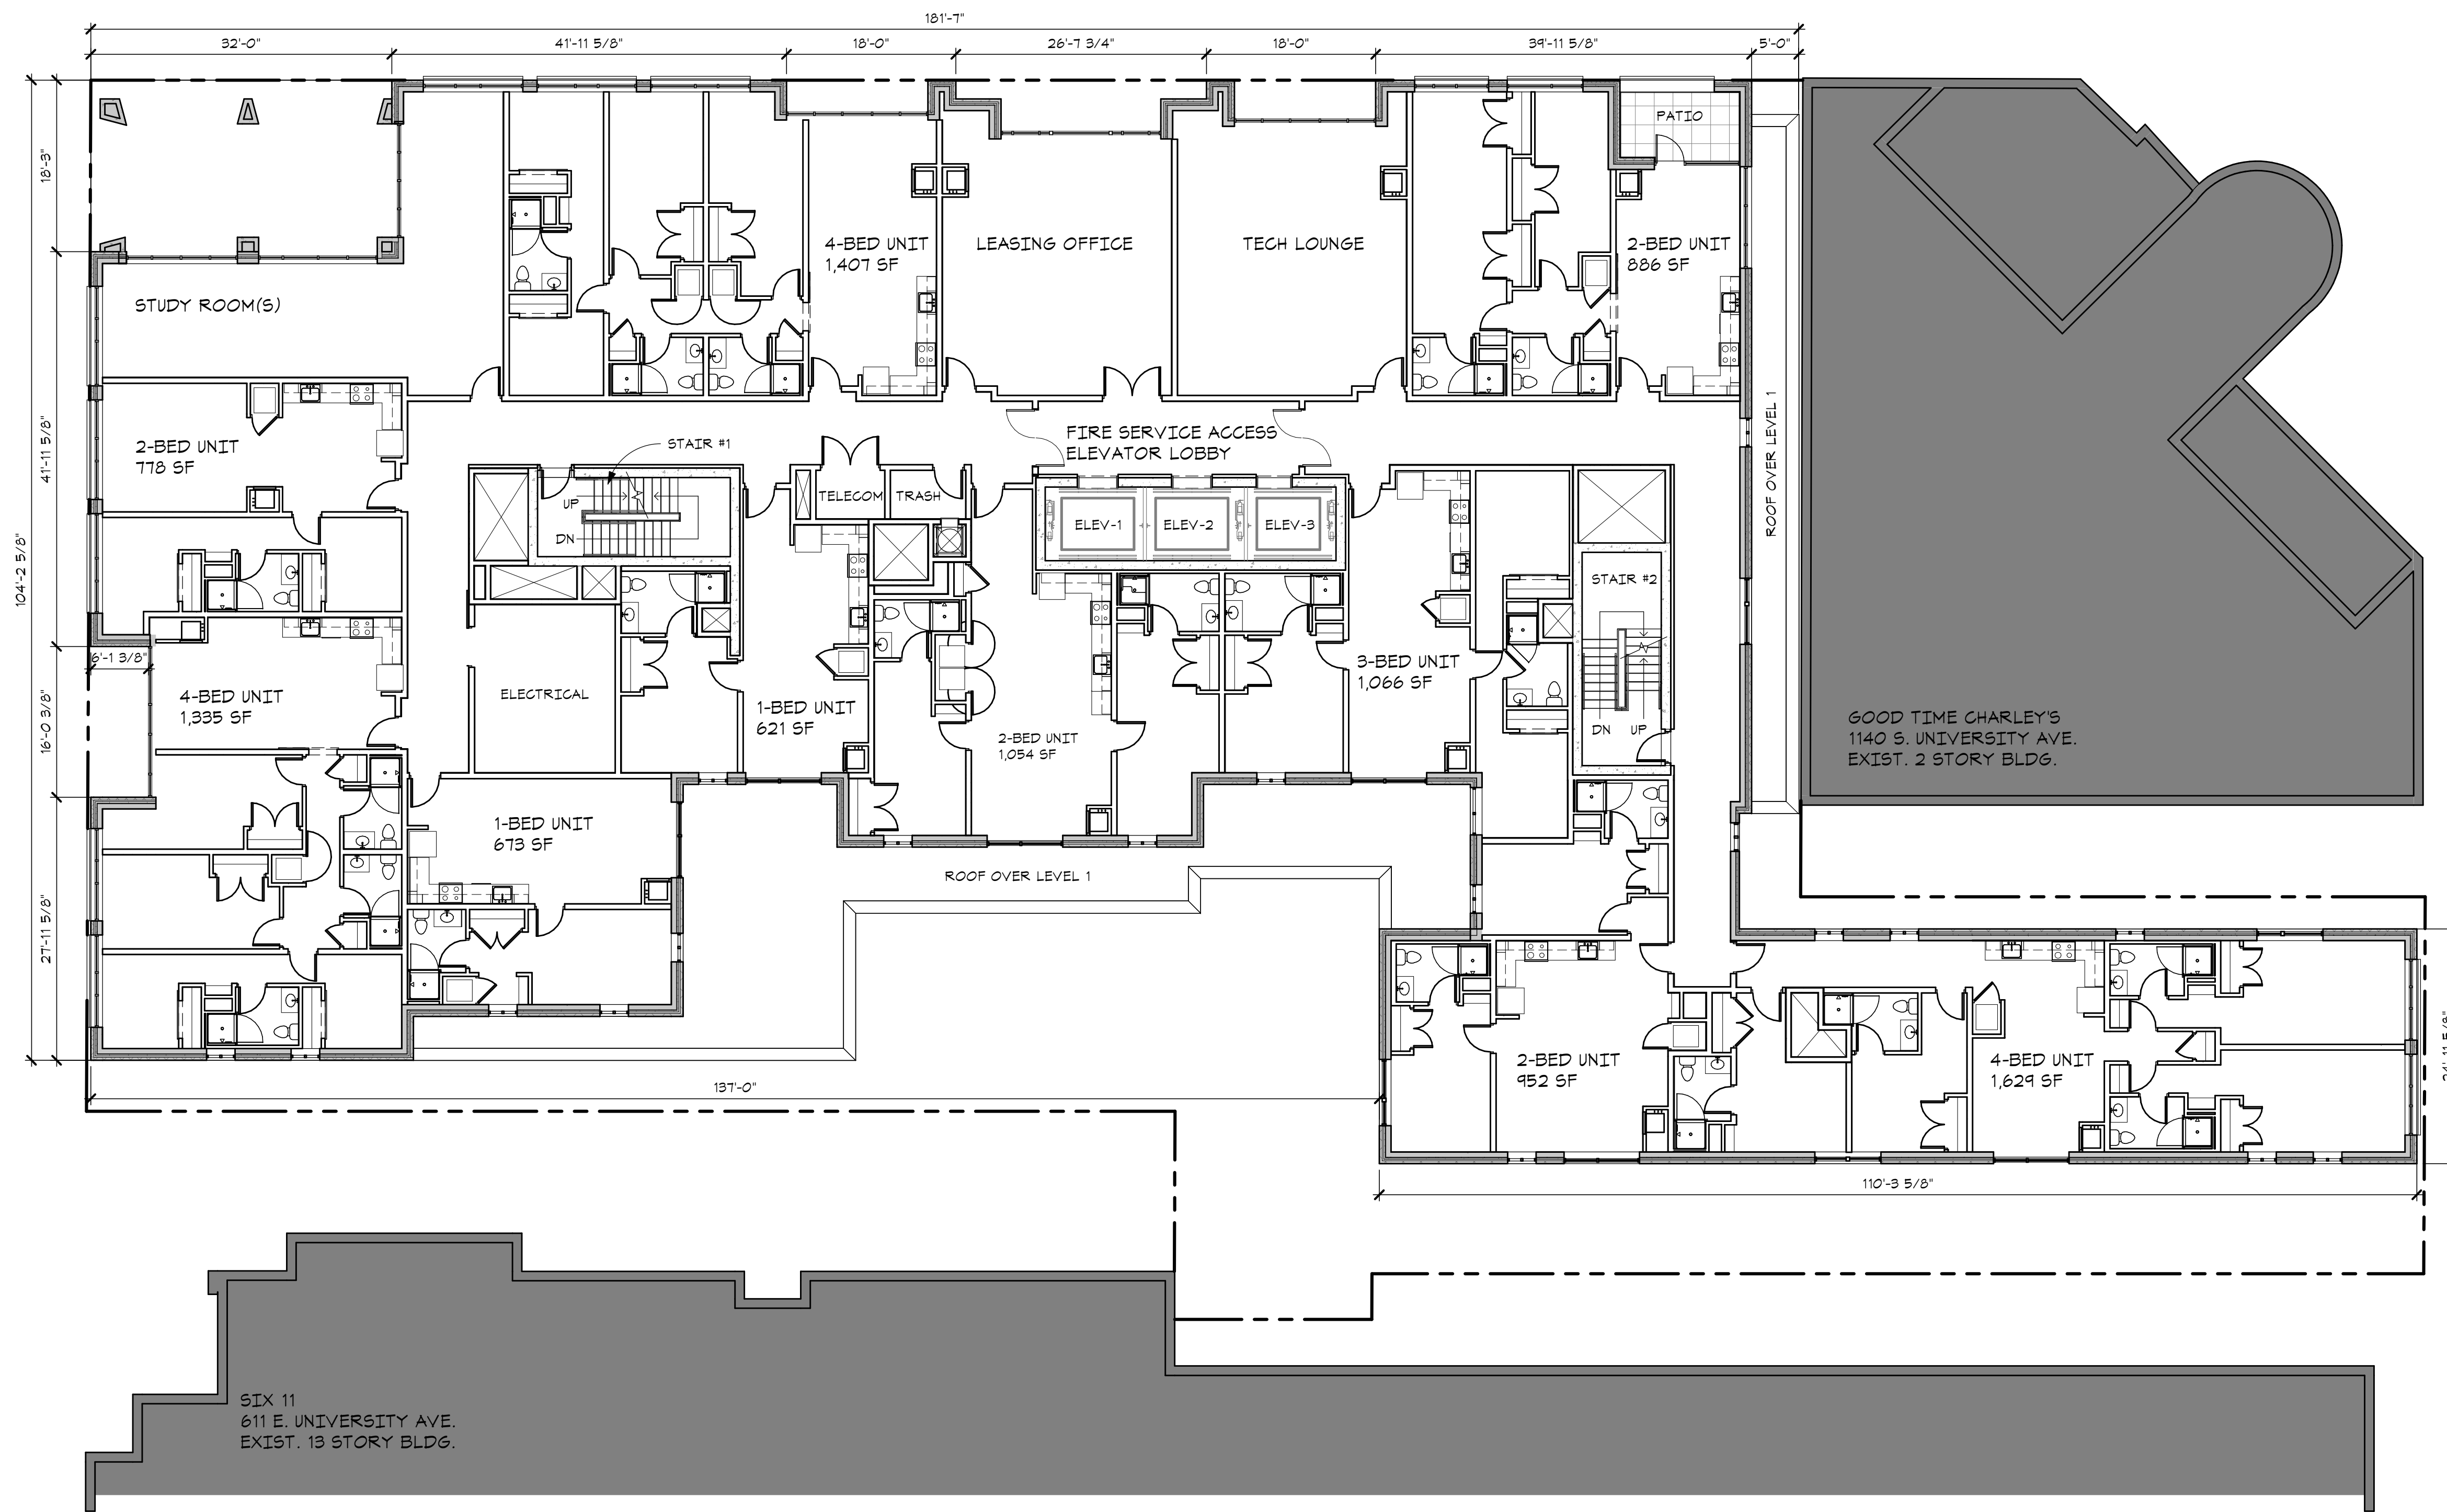 181'-7"
32'-0"
41'-11 5/8"
18'-0"
26'-7 3/4"
18'-0"
39'-11 5/8"
5'-0"
18'-3"
41'-11 5/8"
104'-2 5/8"
16'-0 3/8"
27'-11 5/8"
6'-1 3/8"
PATIO
4-BED UNIT
1,407 SF
LEASING OFFICE
TECH LOUNGE
2-BED UNIT
886 SF
STUDY ROOM(S)
2-BED UNIT
778 SF
STAIR #1
FIRE SERVICE ACCESS
ELEVATOR LOBBY
ROOF OVER LEVEL 1
UP
DN
TELECOM
TRASH
ELEV-1
ELEV-2
ELEV-3
STAIR #2
4-BED UNIT
1,335 SF
ELECTRICAL
1-BED UNIT
621 SF
2-BED UNIT
1,054 SF
3-BED UNIT
1,066 SF
DN
UP
GOOD TIME CHARLEY'S
1140 S. UNIVERSITY AVE.
EXIST. 2 STORY BLDG.
1-BED UNIT
673 SF
ROOF OVER LEVEL 1
2-BED UNIT
952 SF
4-BED UNIT
1,629 SF
137'-0"
110'-3 5/8"
SIX 11
611 E. UNIVERSITY AVE.
EXIST. 13 STORY BLDG.